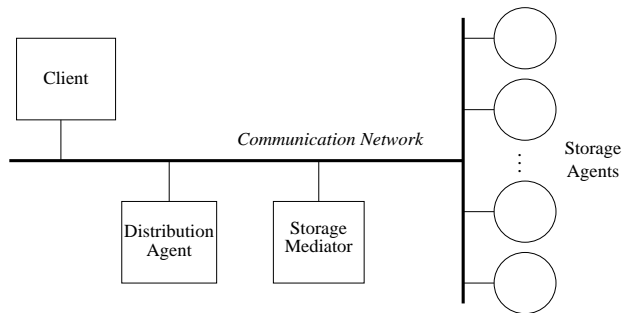 Client
Communication Network
Storage
Agents
Distribution
Agent
Storage
Mediator